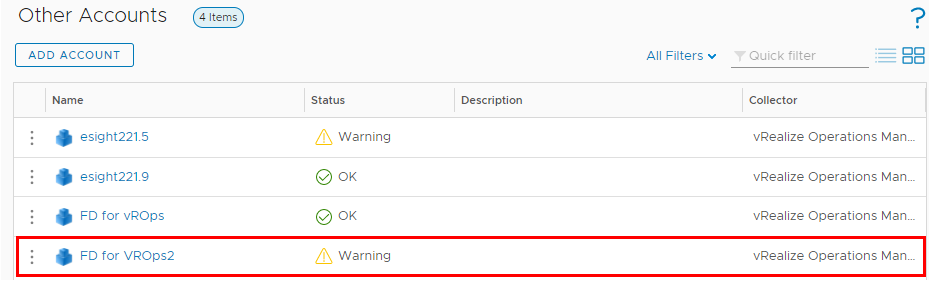 Other Accounts 4 Items ?
ADD ACCOUNT All Filters Quick filter
Name Status Description Collector
esight221.5 Warning vRealize Operations Man...
esight221.9 OK vRealize Operations Man...
FD for vROps OK vRealize Operations Man...
FD for VROps2 Warning vRealize Operations Man...